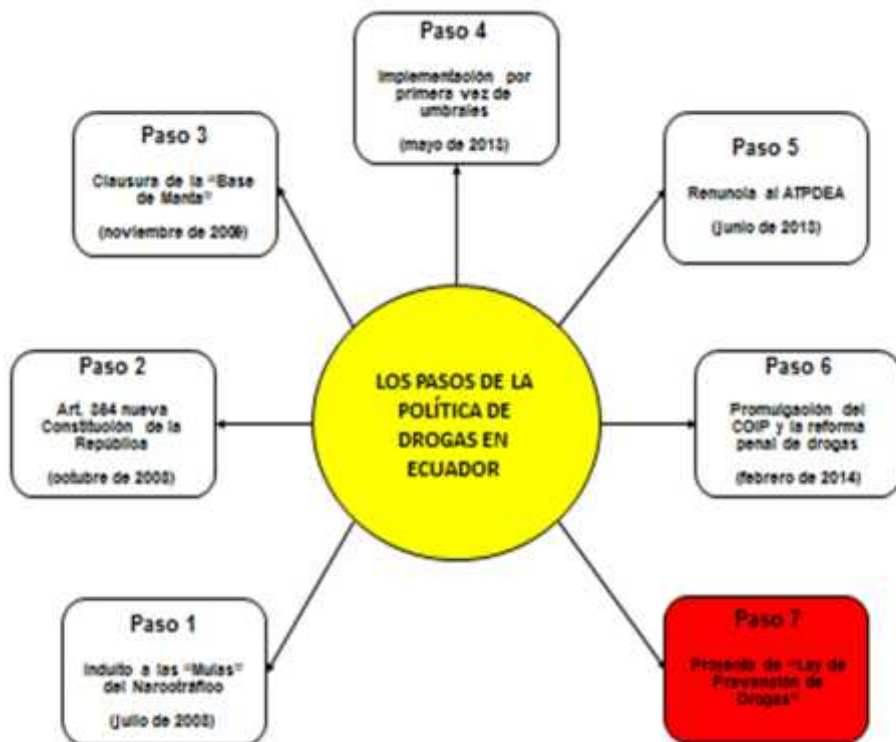 Paso 4
Implementación por
primera vez de
umbrales
(mayo de 2013)
Paso 3
Clausura de la "Base
de Manta"
(noviembre de 2009)
Paso 5
Renuncia al ATPDEA
(junio de 2013)
Paso 2
Art. 364 nueva
Constitución de la
República
(octubre de 2008)
LOS PASOS DE LA
POLÍTICA DE
DROGAS EN
ECUADOR
Paso 6
Promulgación del
COIP y la reforma
penal de drogas
(febrero de 2014)
Paso 1
Indulto a las "Mulas"
del Narcotráfico
(julio de 2008)
Paso 7
Proyecto de "Ley de
Prevención de
Drogas"